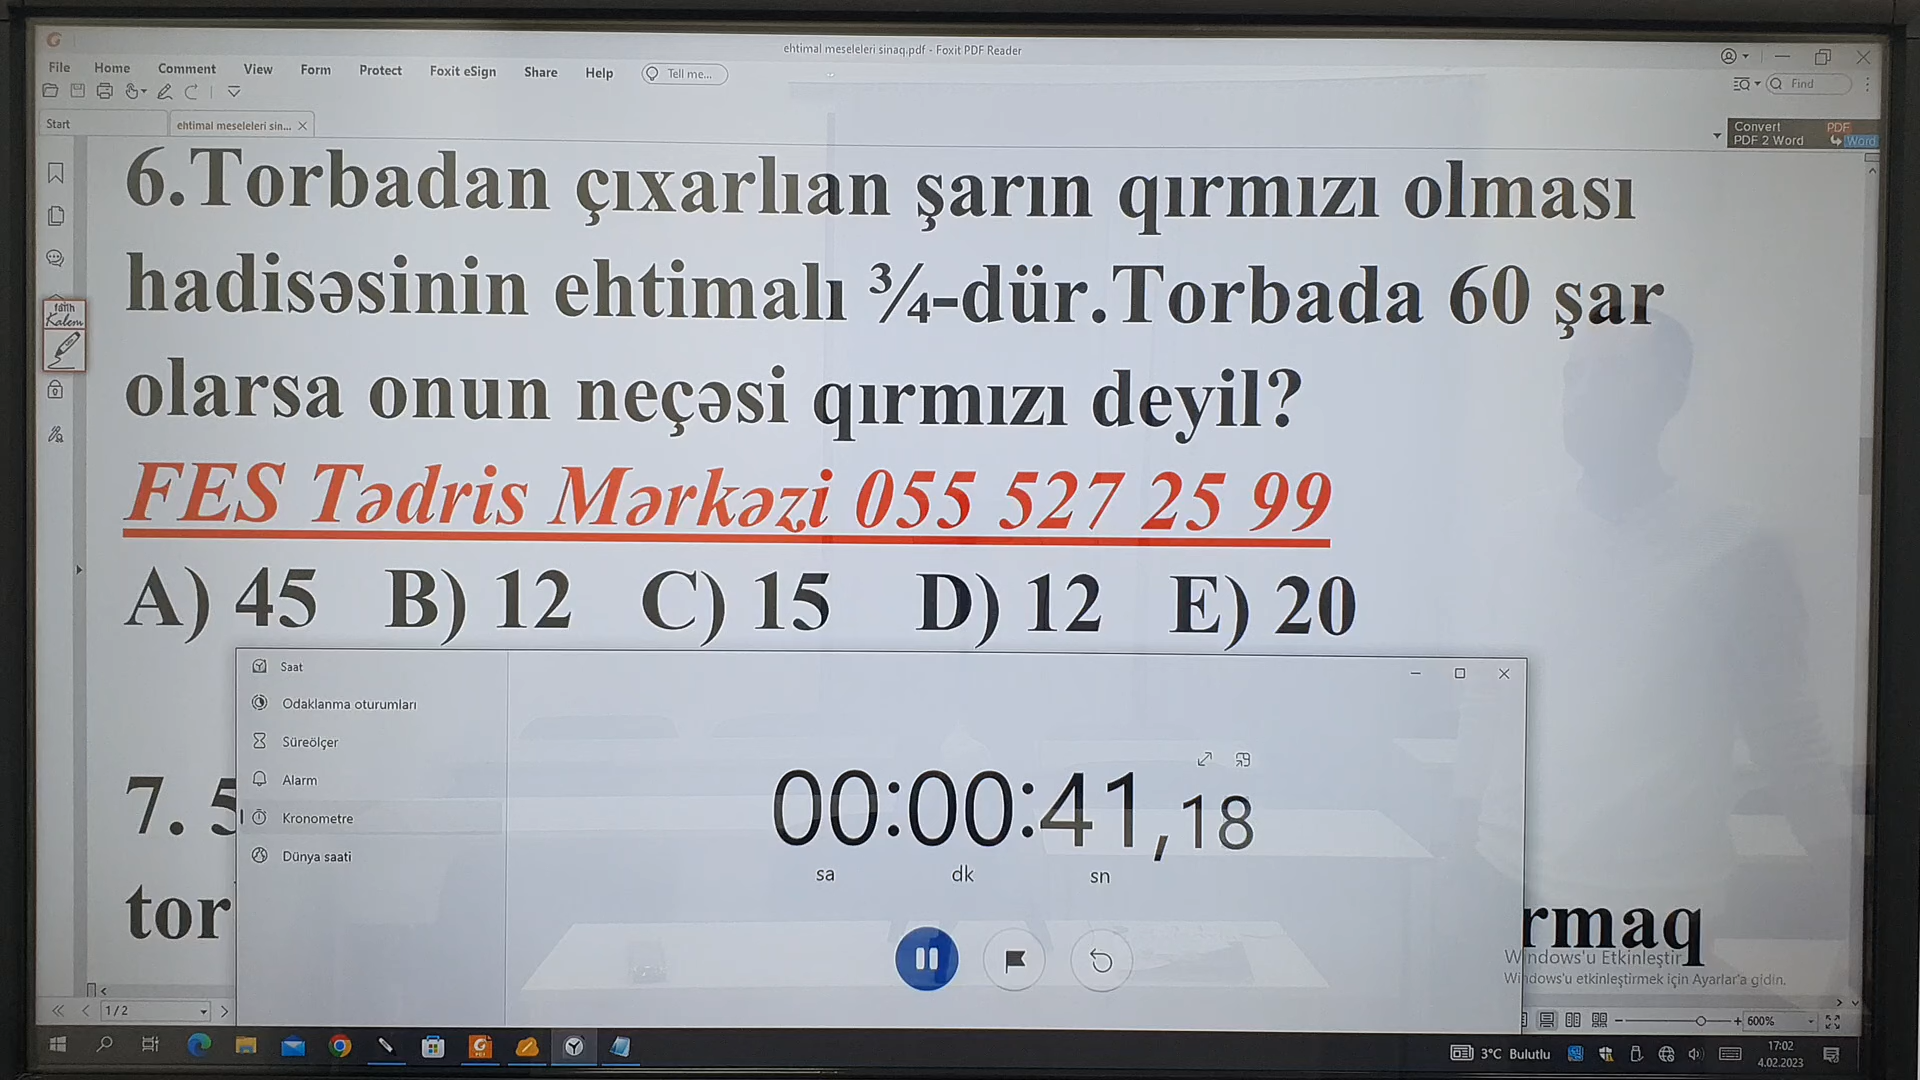 ehtimal meseleleri sinaq.pdf - Foxit PDF Reader
File Home Comment View Form Protect Foxit eSign Share Help Tell me...
Find
Start ehtimal meseleleri sin...
Convert PDF
PDF 2 Word Word
6.Torbadan çıxarlıan şarın qırmızı olması
hadisəsinin ehtimalı ¾-dür.Torbada 60 şar
fatih
Kalem
olarsa onun neçəsi qırmızı deyil?
FES Tədris Mərkəzi 055 527 25 99
A) 45 B) 12 C) 15 D) 12 E) 20
Saat
Odaklanma oturumları
Süreölçer
Alarm
Kronometre
Dünya saati
00:00:41,18
sa dk sn
7. 5
tor
rmaq
Windows'u Etkinleştir
Windows'u etkinleştirmek için Ayarlar'a gidin.
1/2
600%
3°C Bulutlu
17:02
4.02.2023